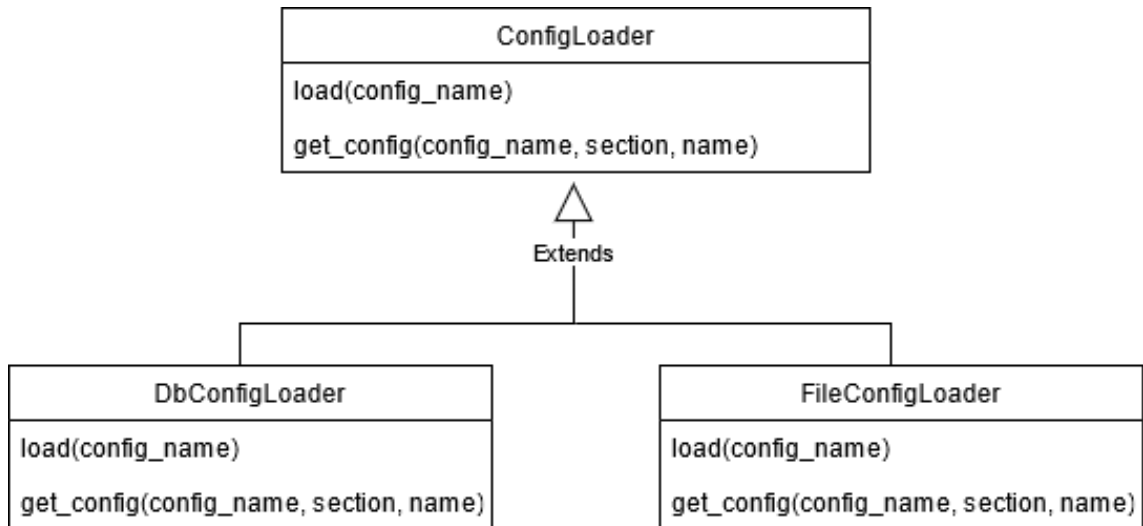 ConfigLoader
load(config_name)
get_config(config_name, section, name)
Extends
DbConfigLoader
load(config_name)
get_config(config_name, section, name)
FileConfigLoader
load(config_name)
get_config(config_name, section, name)